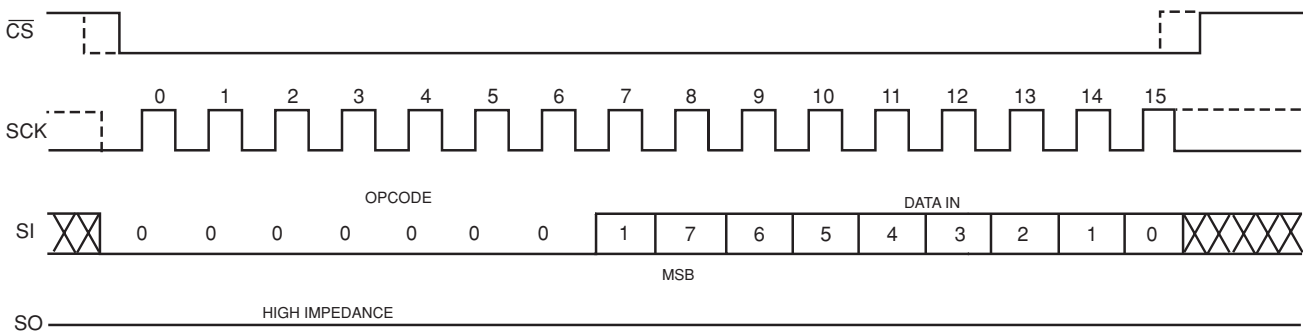 CS
0 1 2 3 4 5 6 7 8 9 10 11 12 13 14 15
SCK
OPCODE DATA IN
SI 0 0 0 0 0 0 0 1 7 6 5 4 3 2 1 0
MSB
HIGH IMPEDANCE
SO